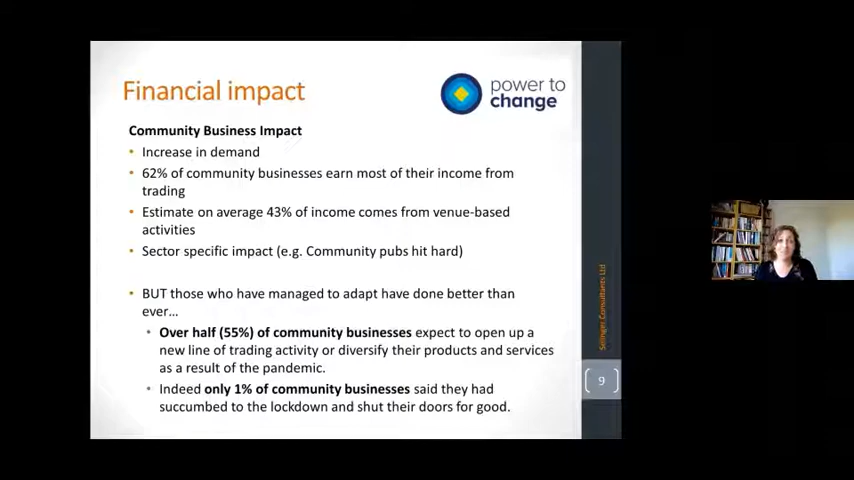 Financial impact
power to
change
Community Business Impact
• Increase in demand
• 62% of community businesses earn most of their income from
trading
• Estimate on average 43% of income comes from venue-based
activities
• Sector specific impact (e.g. Community pubs hit hard)
• BUT those who have managed to adapt have done better than
ever…
• Over half (55%) of community businesses expect to open up a
new line of trading activity or diversify their products and services
as a result of the pandemic.
• Indeed only 1% of community businesses said they had
succumbed to the lockdown and shut their doors for good.
Selinger Consultants Ltd
9